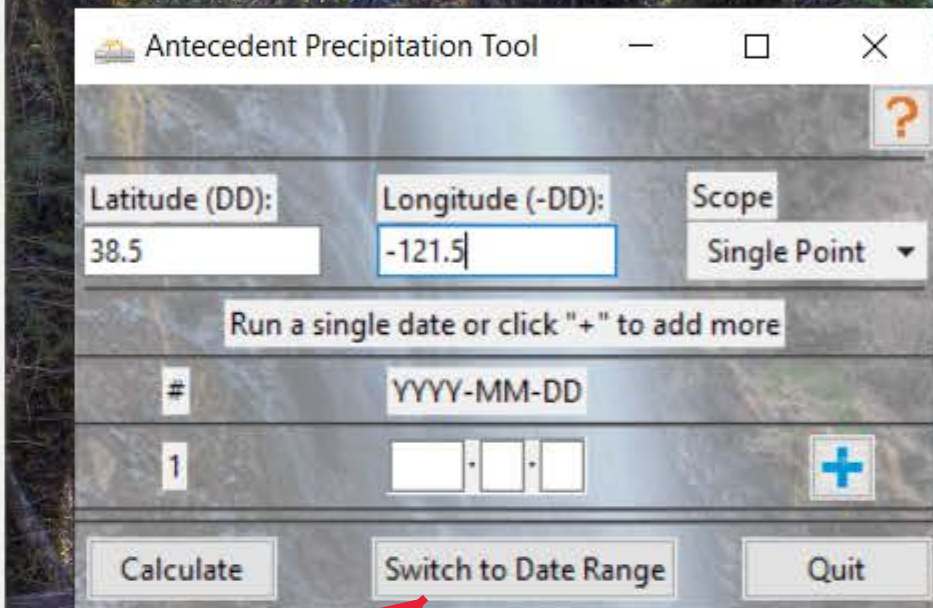 Antecedent Precipitation Tool
?
Latitude (DD): Longitude (-DD): Scope
38.5 -121.5 Single Point
Run a single date or click "+" to add more
# YYYY-MM-DD
1 - - +
Calculate Switch to Date Range Quit